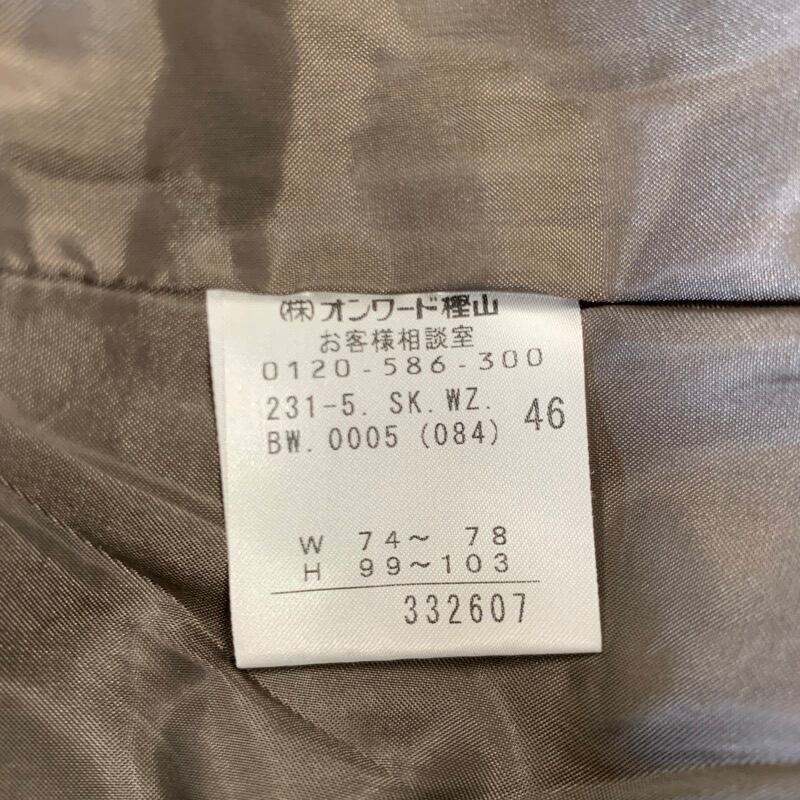 (株)オンワード樫山
お客様相談室
0120-586-300
231-5. SK. WZ.
BW. 0005 (084) 46
W 74〜 78
H 99〜103
332607